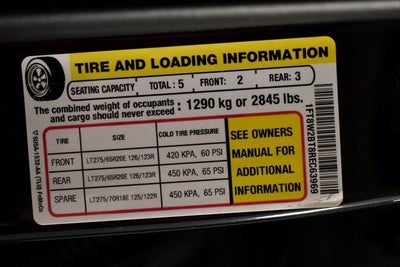 TIRE AND LOADING INFORMATION
SEATING CAPACITY TOTAL : 5 FRONT: 2 REAR: 3
The combined weight of occupants
and cargo should never exceed : 1290 kg or 2845 lbs.
TIRE SIZE COLD TIRE PRESSURE
FRONT LT275/65R20E 126/123R 420 KPA, 60 PSI
REAR LT275/65R20E 126/123R 450 KPA, 65 PSI
SPARE LT275/70R18E 125/122R 450 KPA, 65 PSI
SEE OWNERS
MANUAL FOR
ADDITIONAL
INFORMATION
1FT8W2BT8REC63969